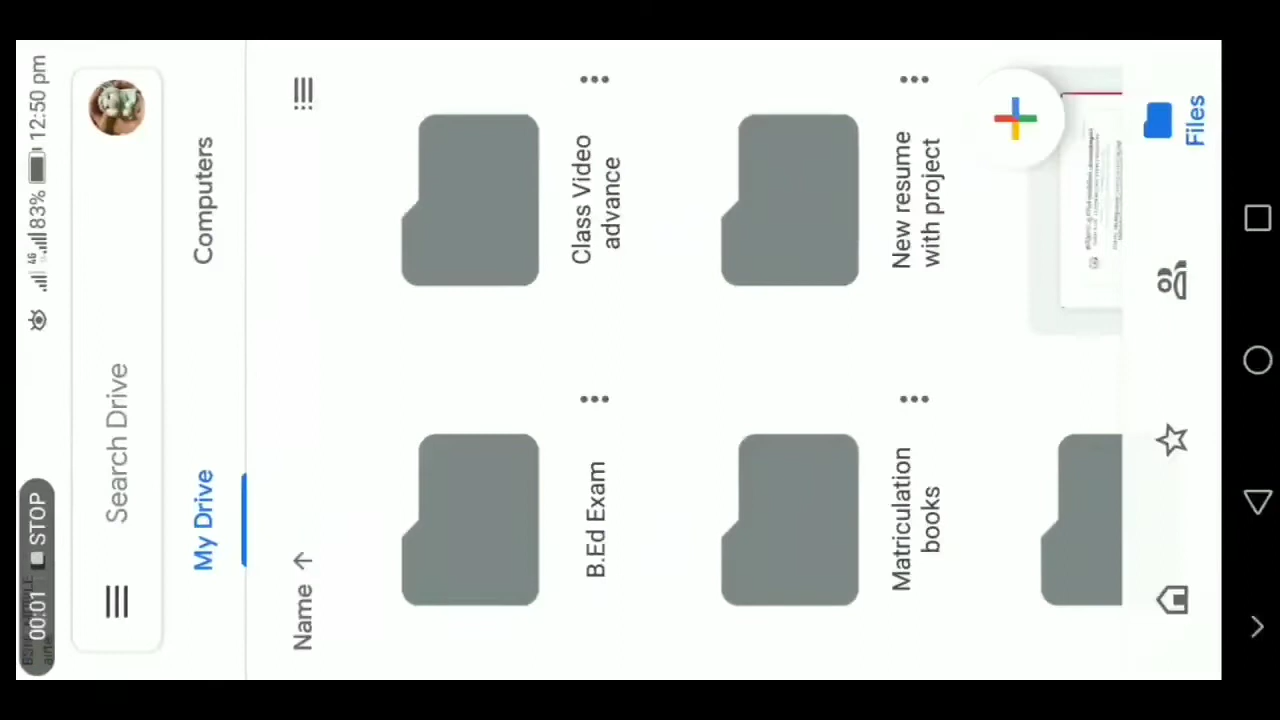 00:01 STOP
4G 83% 12:50 pm
Search Drive
My Drive
Computers
Name
B.Ed Exam
Class Video
advance
Matriculation
books
New resume
with project
Files